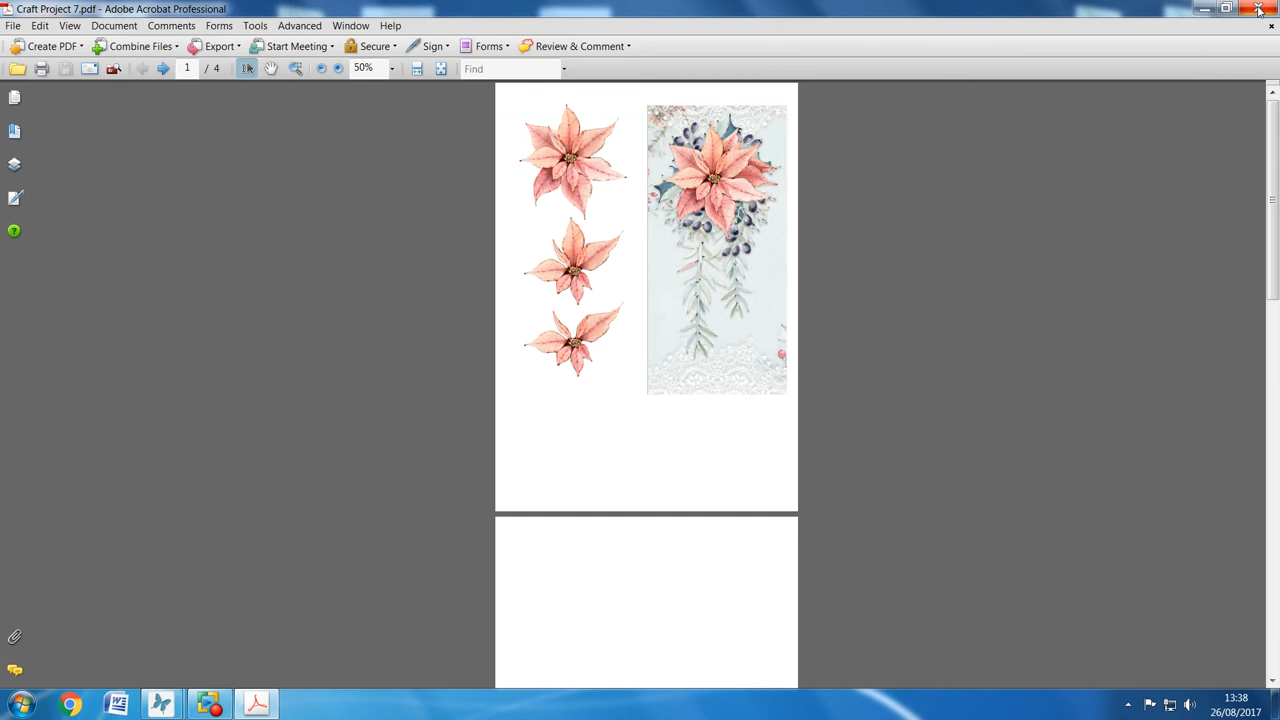 Craft Project 7.pdf - Adobe Acrobat Professional
File Edit View Document Comments Forms Tools Advanced Window Help
Create PDF Combine Files Export Start Meeting Secure Sign Forms Review & Comment
1 / 4 50% Find
13:38
26/08/2017